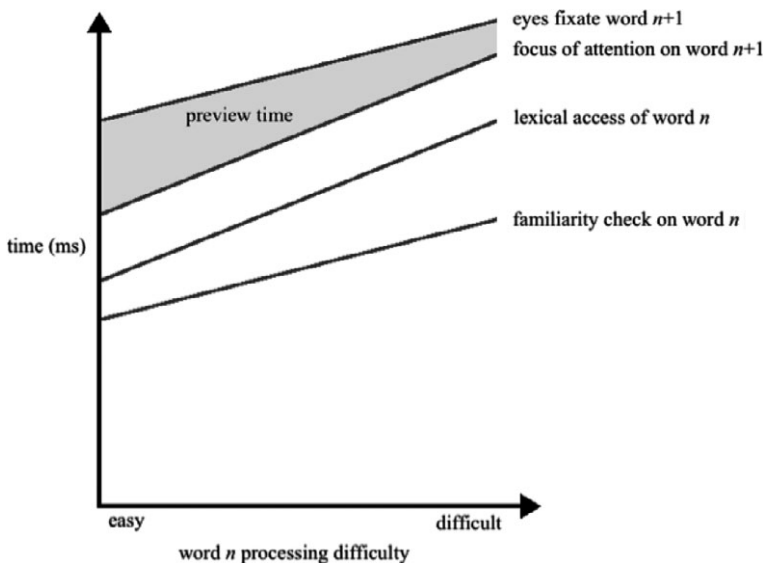 eyes fixate word n+1
focus of attention on word n+1
preview time
lexical access of word n
familiarity check on word n
time (ms)
easy
difficult
word n processing difficulty